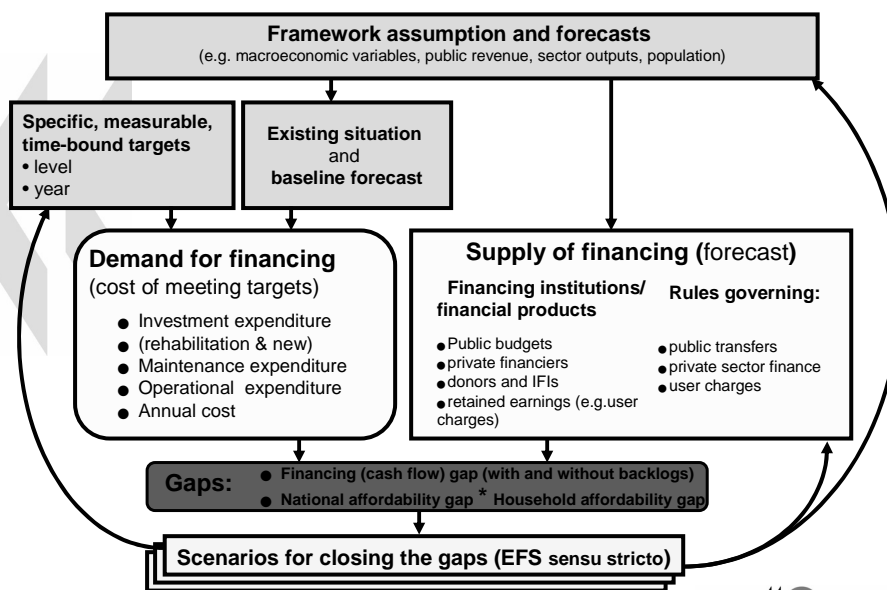 Framework assumption and forecasts
(e.g. macroeconomic variables, public revenue, sector outputs, population)
Specific, measurable,
time-bound targets
• level
• year
Existing situation
and
baseline forecast
Demand for financing
(cost of meeting targets)
● Investment expenditure
● (rehabilitation & new)
● Maintenance expenditure
● Operational expenditure
● Annual cost
Supply of financing (forecast)
Financing institutions/
financial products
●Public budgets
●private financiers
●donors and IFIs
●retained earnings (e.g.user
charges)
Rules governing:
●public transfers
●private sector finance
●user charges
Gaps:
● Financing (cash flow) gap (with and without backlogs)
● National affordability gap * Household affordability gap
Scenarios for closing the gaps (EFS sensu stricto)